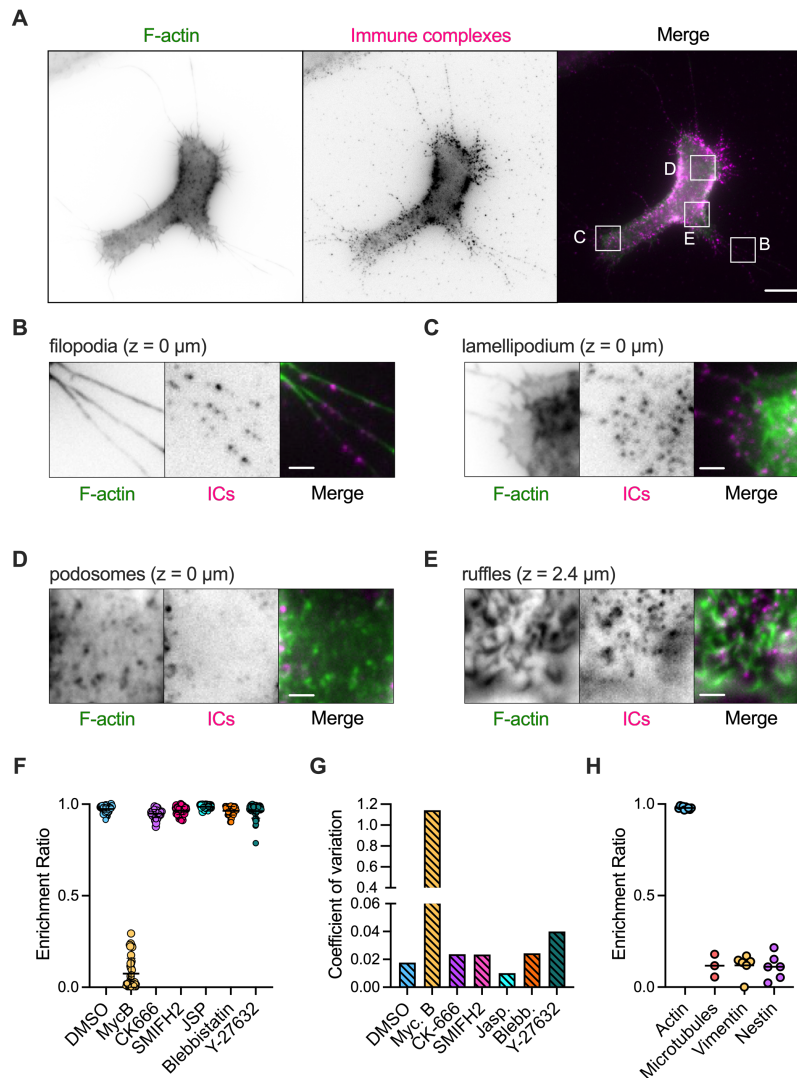 A
F-actin Immune complexes Merge
D
C
E
B
B
filopodia (z = 0 µm)
F-actin ICs Merge
C
lamellipodium (z = 0 µm)
F-actin ICs Merge
D
podosomes (z = 0 µm)
F-actin ICs Merge
E
ruffles (z = 2.4 µm)
F-actin ICs Merge
F
Enrichment Ratio
1.0
0.5
0.0
DMSO
MycB
CK666
SMIFH2
JSP
Blebbistatin
Y-27632
G
Coefficient of variation
1.2
1.0
0.8
0.6
0.4
0.06
0.04
0.02
0.00
DMSO
Myc. B
CK-666
SMIFH2
Jasp.
Blebb.
Y-27632
H
Enrichment Ratio
1.0
0.5
0.0
Actin
Microtubules
Vimentin
Nestin